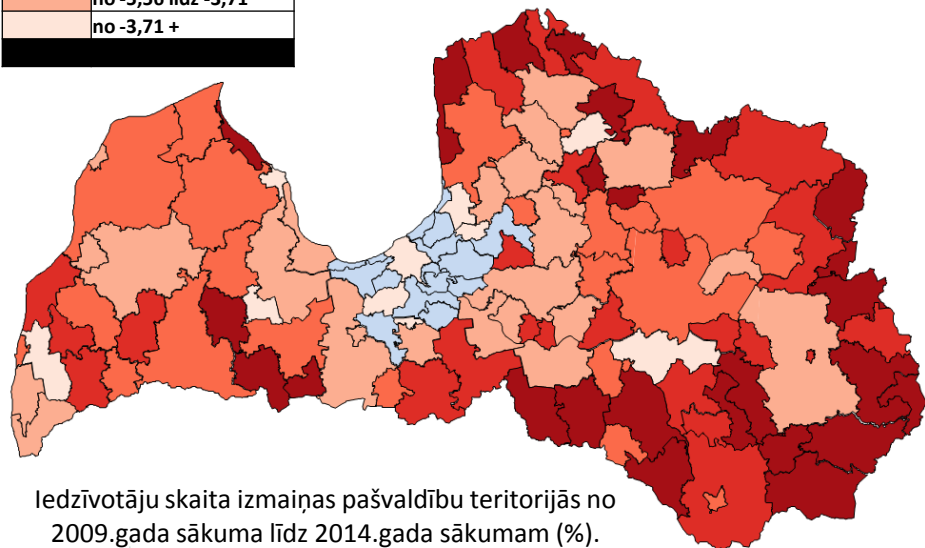 no -3,71 +
Iedzīvotāju skaita izmaiņas pašvaldību teritorijās no
2009.gada sākuma līdz 2014.gada sākumam (%).